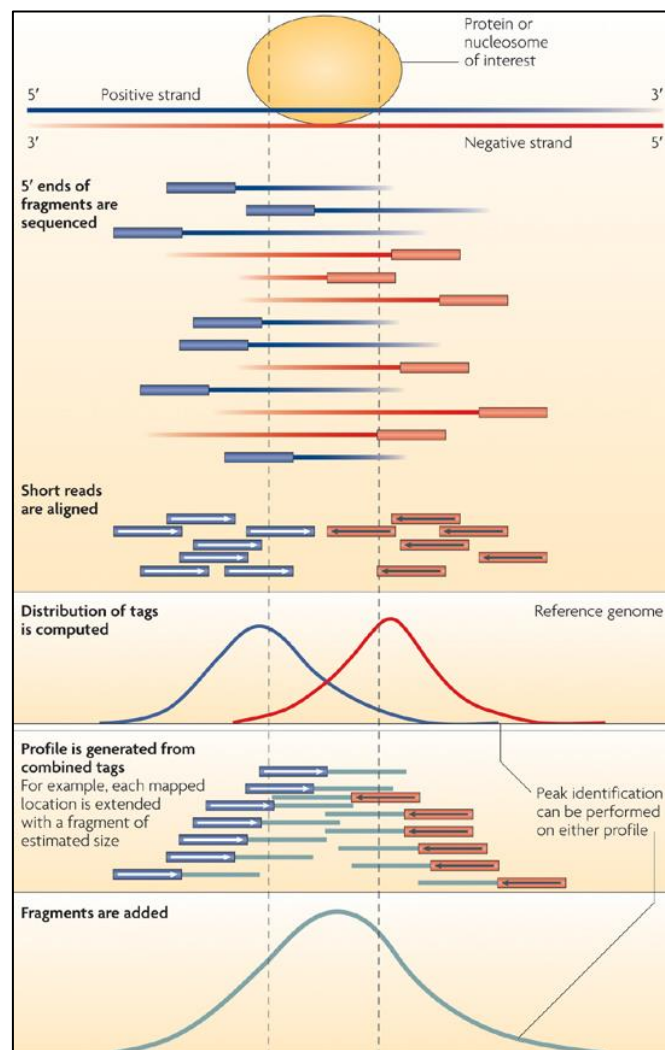 Protein or
nucleosome
of interest
5′ Positive strand 3′
3′ Negative strand 5′
5′ ends of
fragments are
sequenced
Short reads
are aligned
Distribution of tags
is computed
Reference genome
Profile is generated from
combined tags
For example, each mapped
location is extended
with a fragment of
estimated size
Peak identification
can be performed
on either profile
Fragments are added